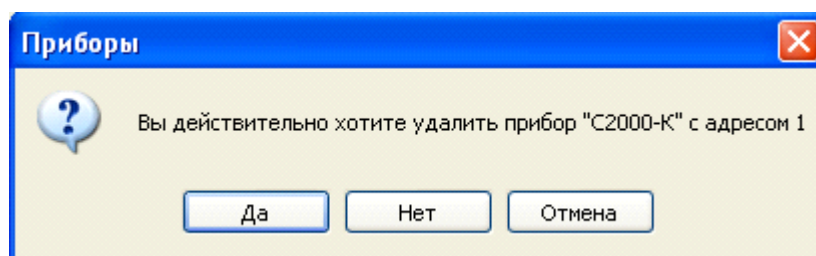 Приборы
Вы действительно хотите удалить прибор "С2000-К" с адресом 1
Да Нет Отмена